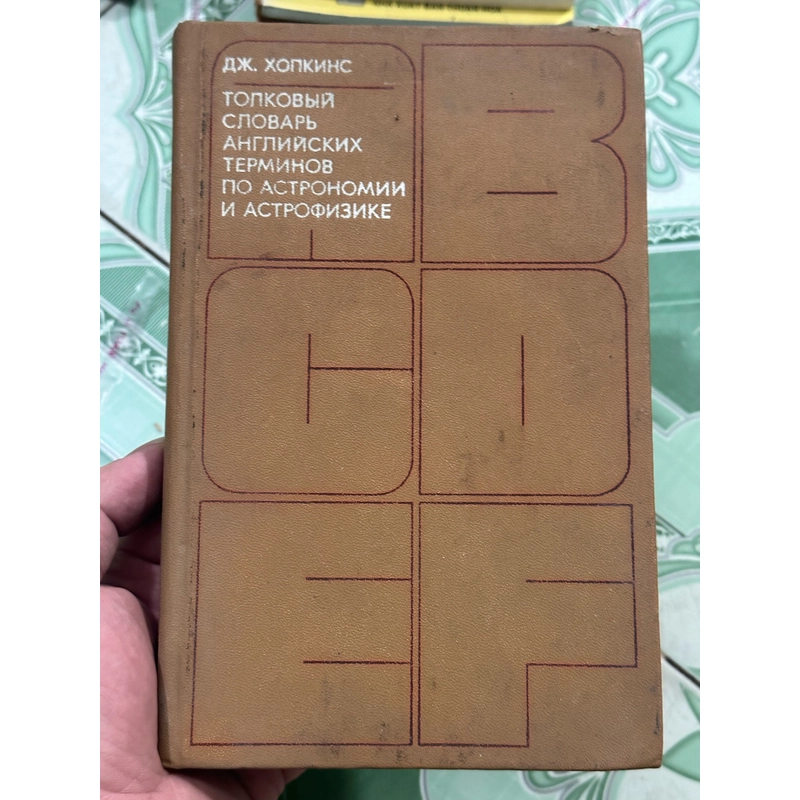 ДЖ. ХОПКИНС
ТОЛКОВЫЙ
СЛОВАРЬ
АНГЛИЙСКИХ
ТЕРМИНОВ
ПО АСТРОНОМИИ
И АСТРОФИЗИКЕ
A B
C D
E F